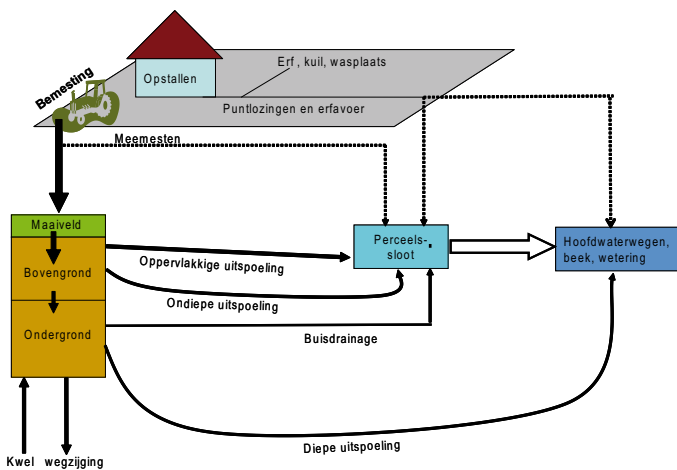 Erf , kuil, wasplaats
Opstallen
Bemesting
Puntlozingen en erfavoer
Meemesten
Maaiveld
Bovengrond
Ondergrond
Oppervlakkige uitspoeling
Ondiepe uitspoeling
Buisdrainage
Perceels-
sloot
Hoofdwaterwegen,
beek, wetering
Diepe uitspoeling
Kwel wegzijging